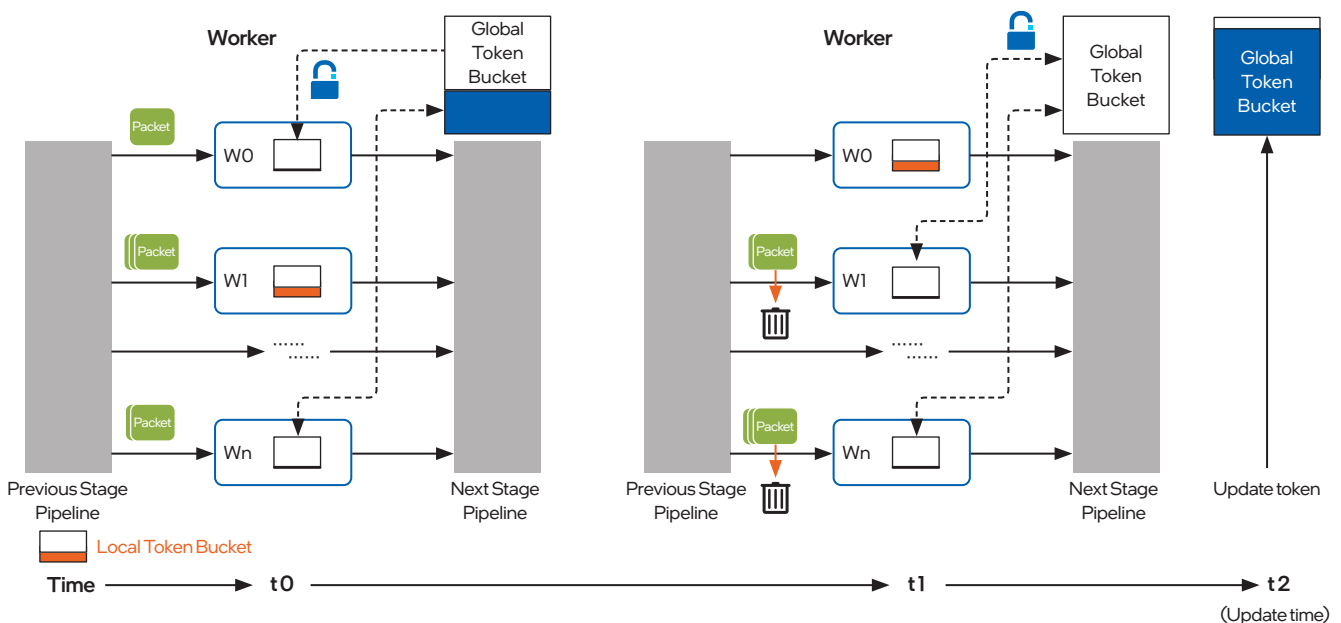 Worker
Global
Token
Bucket
Packet
W0
Packet
W1
Packet
Wn
Previous Stage
Pipeline
Next Stage
Pipeline
Local Token Bucket
Worker
Global
Token
Bucket
W0
Packet
W1
Packet
Wn
Previous Stage
Pipeline
Next Stage
Pipeline
Global
Token
Bucket
Update token
Time
t0
t1
t2
(Update time)